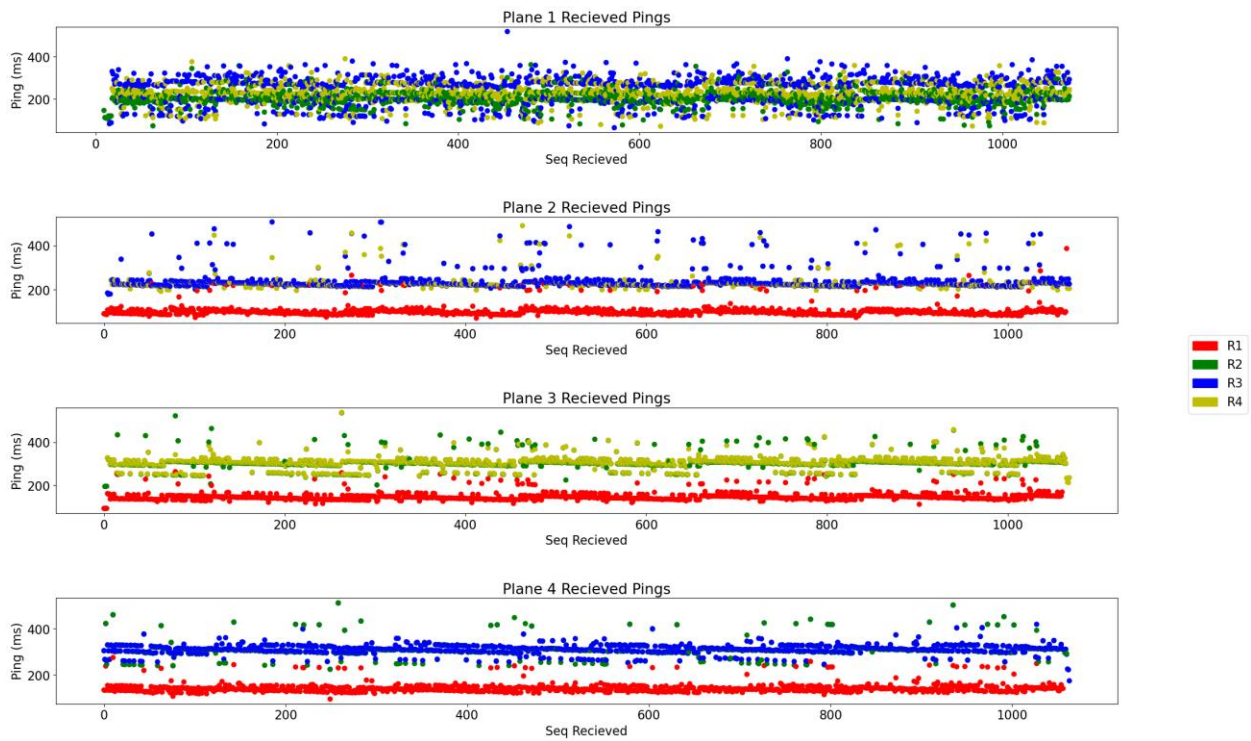 Plane 1 Recieved Pings
400
200
Ping (ms)
0 200 400 600 800 1000
Seq Recieved
Plane 2 Recieved Pings
400
200
Ping (ms)
0 200 400 600 800 1000
Seq Recieved
Plane 3 Recieved Pings
400
200
Ping (ms)
0 200 400 600 800 1000
Seq Recieved
Plane 4 Recieved Pings
400
200
Ping (ms)
0 200 400 600 800 1000
Seq Recieved
R1
R2
R3
R4